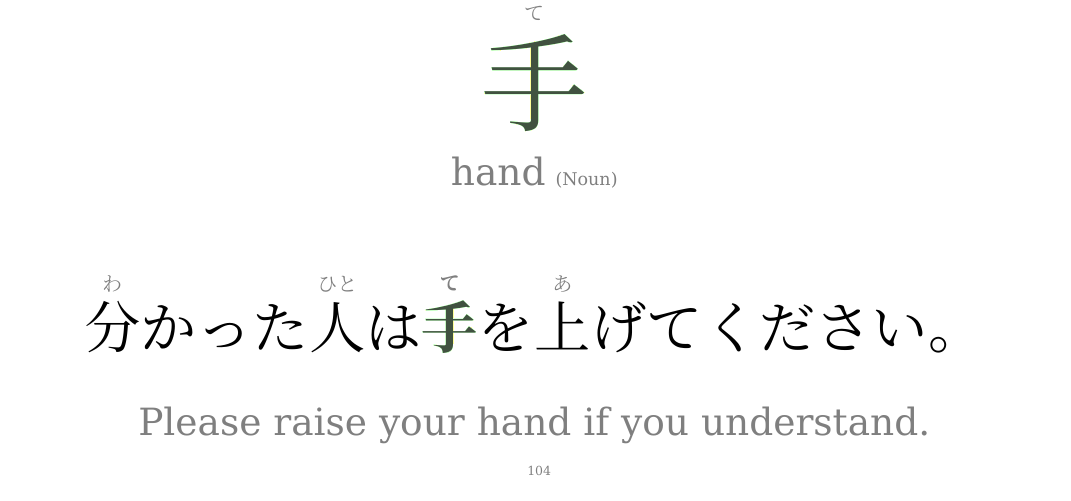 て
手
hand (Noun)
わ ひと て あ
分かった人は手を上げてください。
Please raise your hand if you understand.
104